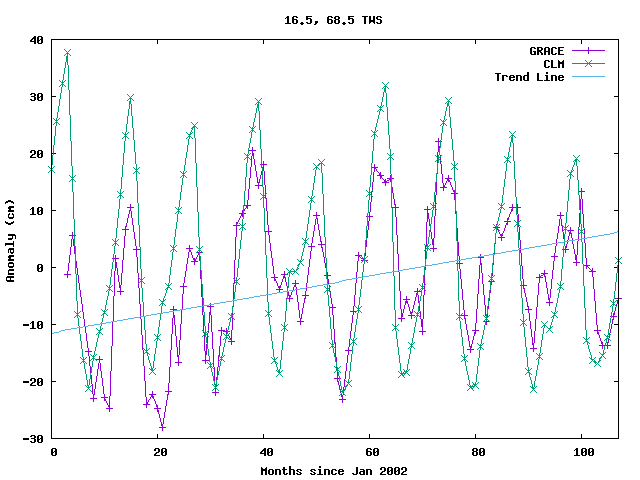 16.5, 68.5 TWS
GRACE
CLM
Trend Line
40
30
20
10
0
-10
-20
-30
Anomaly (cm)
0 20 40 60 80 100
Months since Jan 2002